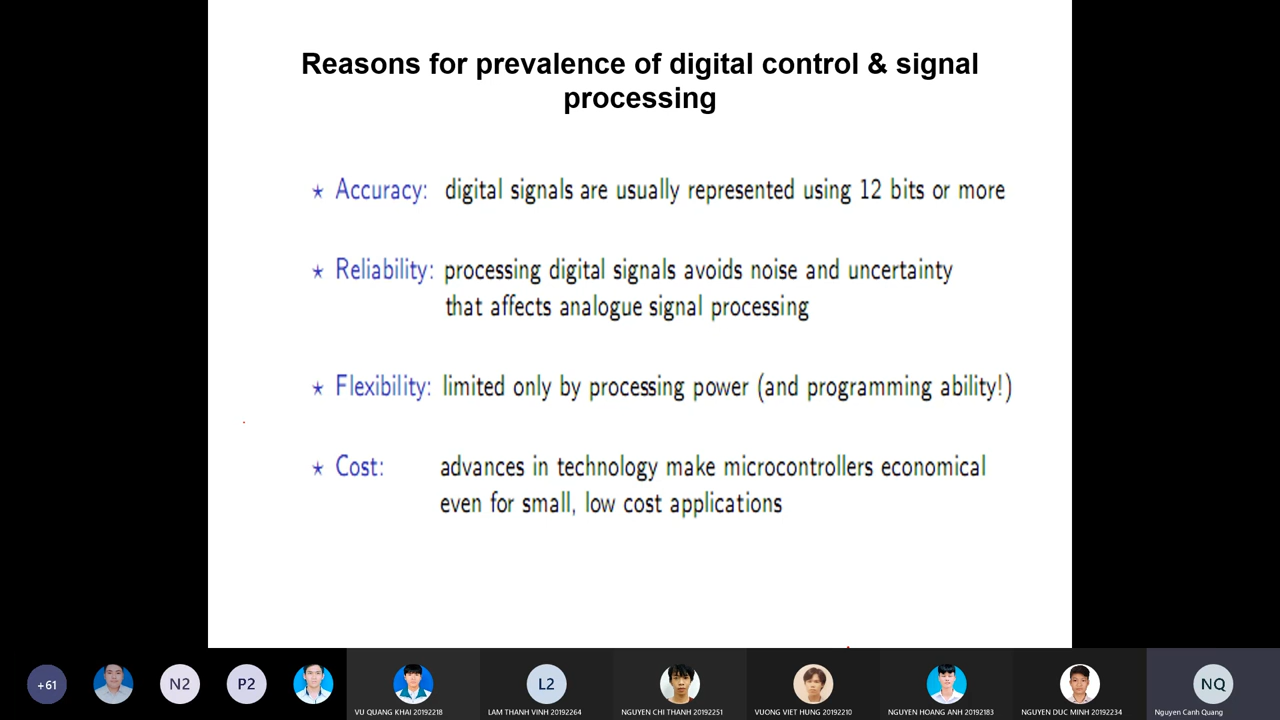 Reasons for prevalence of digital control & signal
processing
* Accuracy: digital signals are usually represented using 12 bits or more
* Reliability: processing digital signals avoids noise and uncertainty
that affects analogue signal processing
* Flexibility: limited only by processing power (and programming ability!)
* Cost: advances in technology make microcontrollers economical
even for small, low cost applications
+61
N2
P2
L2
NQ
VU QUANG KHAI 20192218
LAM THANH VINH 20192264
NGUYEN CHI THANH 20192251
VUONG VIET HUNG 20192210
NGUYEN HOANG ANH 20192183
NGUYEN DUC MINH 20192234
Nguyen Canh Quang